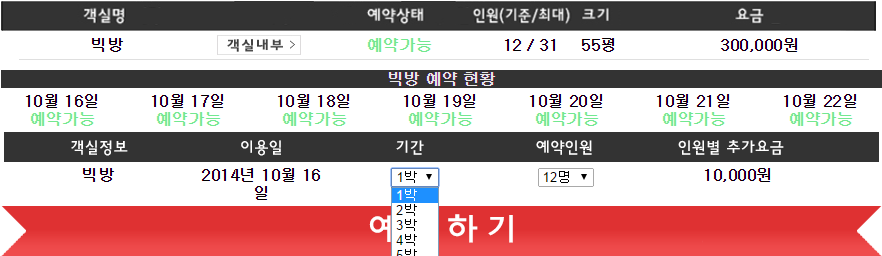 객실명 예약상태 인원(기준/최대) 크기 요금
빅방 객실내부 > 예약가능 12 / 31 55평 300,000원
빅방 예약 현황
10월 16일 10월 17일 10월 18일 10월 19일 10월 20일 10월 21일 10월 22일
예약가능 예약가능 예약가능 예약가능 예약가능 예약가능 예약가능
객실정보 이용일 기간 예약인원 인원별 추가요금
빅방 2014년 10월 16일 1박 12명 10,000원
1박
2박
3박
4박
하기